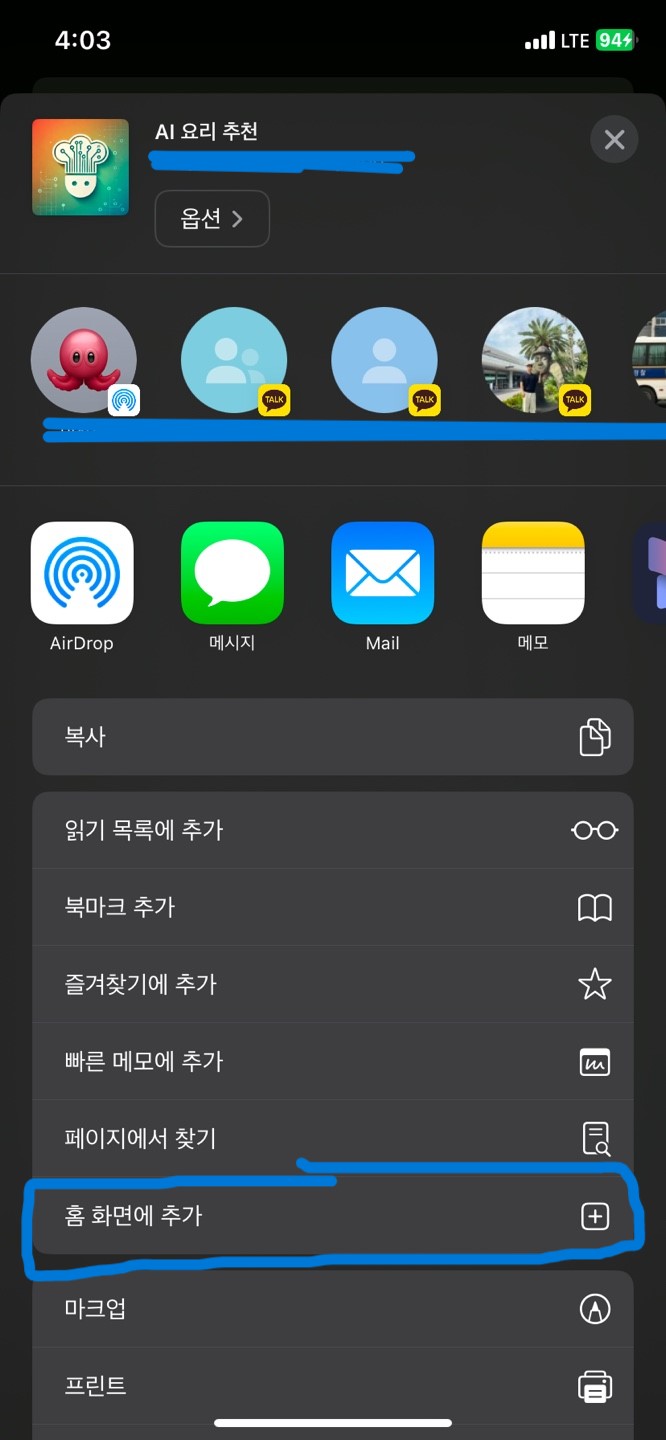 4:03
LTE 94
AI 요리 추천
옵션
TALK
TALK
TALK
AirDrop
메시지
Mail
메모
복사
읽기 목록에 추가
북마크 추가
즐겨찾기에 추가
빠른 메모에 추가
페이지에서 찾기
홈 화면에 추가
마크업
프린트